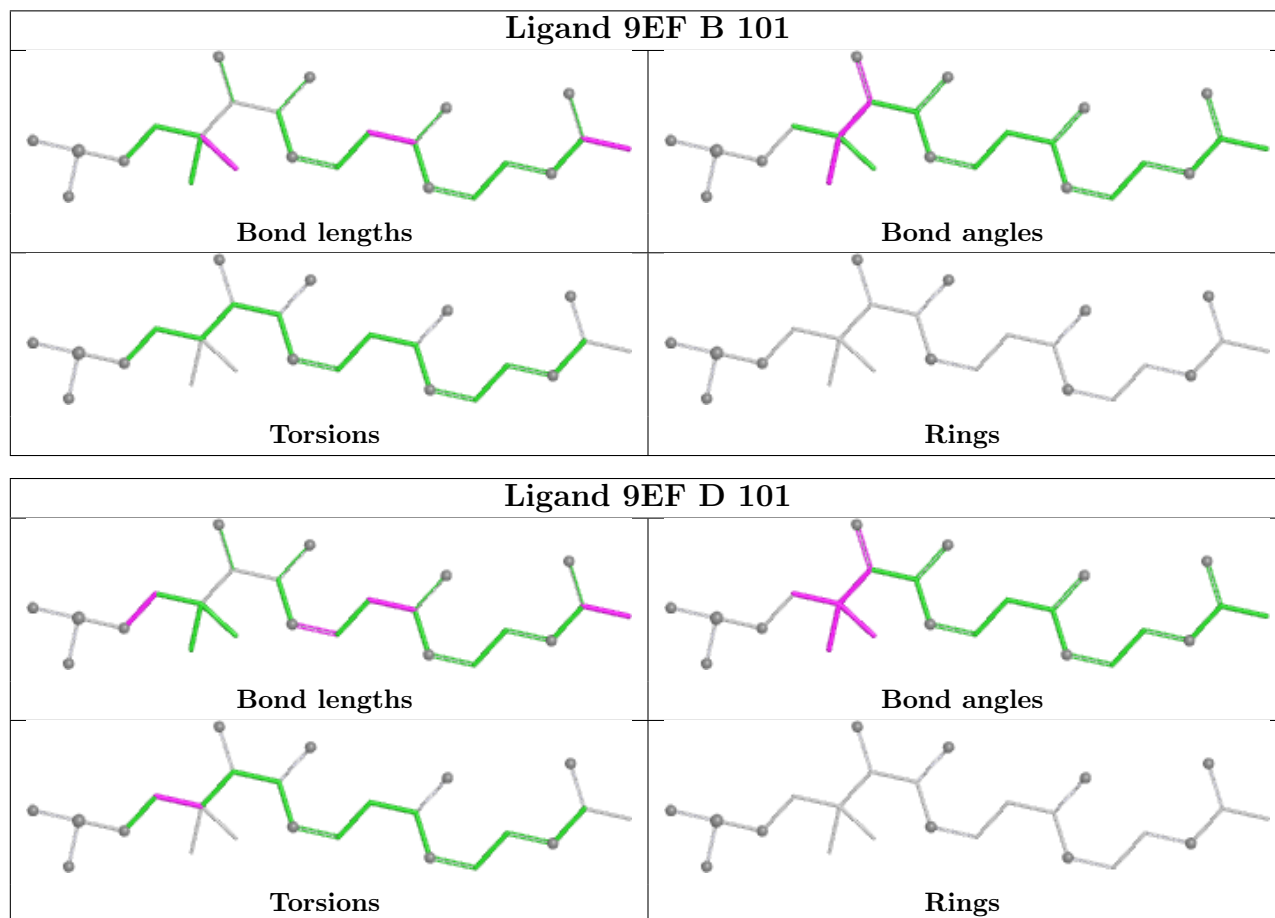 Ligand 9EF B 101
Bond lengths
Bond angles
Torsions
Rings
Ligand 9EF D 101
Bond lengths
Bond angles
Torsions
Rings